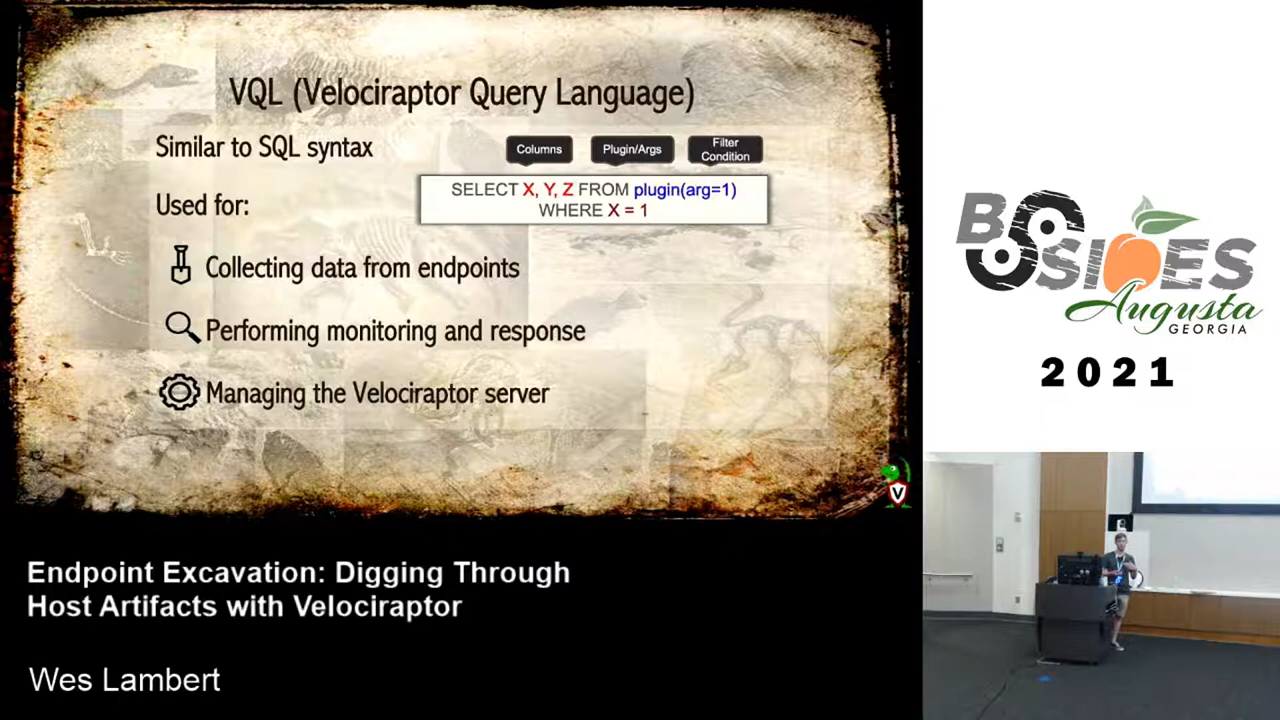 VQL (Velociraptor Query Language)
Similar to SQL syntax
Columns
Plugin/Args
Filter
Condition
SELECT X, Y, Z FROM plugin(arg=1)
WHERE X = 1
Used for:
Collecting data from endpoints
Performing monitoring and response
Managing the Velociraptor server
V
BSIDES
Augusta
GEORGIA
2021
Endpoint Excavation: Digging Through
Host Artifacts with Velociraptor
Wes Lambert